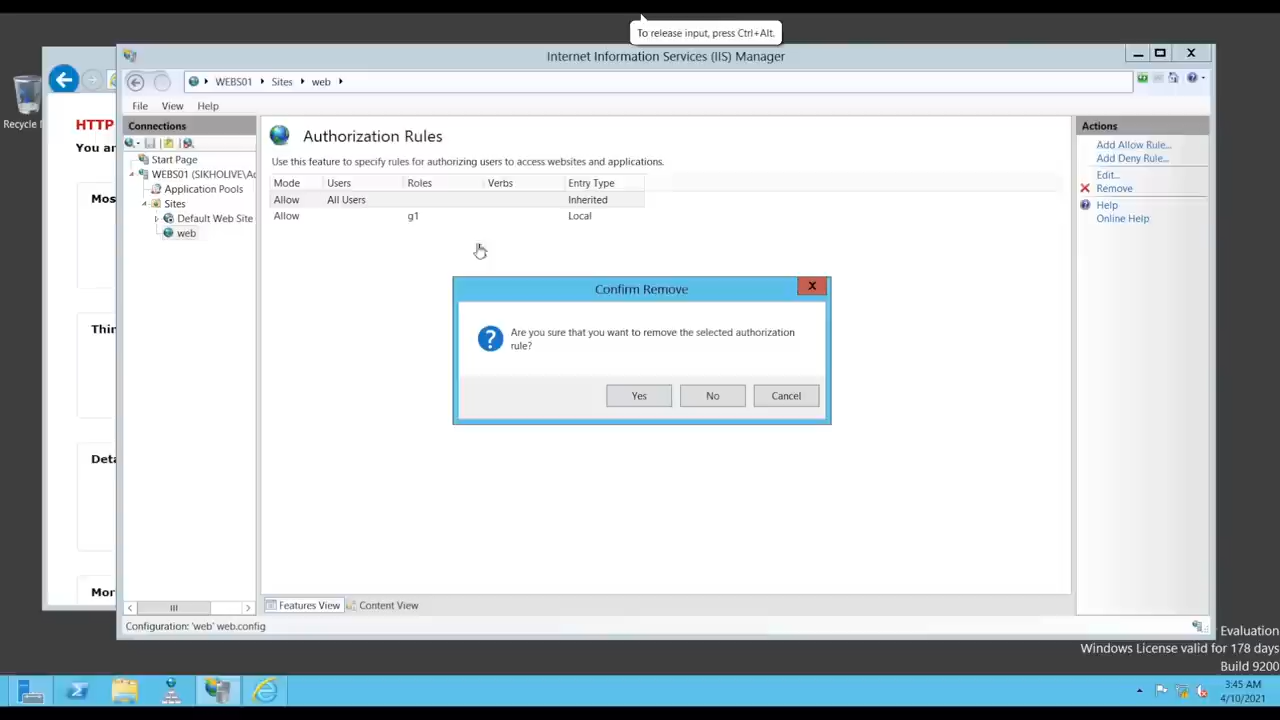 To release input, press Ctrl+Alt.
Internet Information Services (IIS) Manager
WEBS01 Sites web
File View Help
Recycle
HTTP
You ar
Mos
Thir
Deta
Mor
Connections
Start Page
WEBS01 (SIKHOLIVE\Ac
Application Pools
Sites
Default Web Site
web
Authorization Rules
Use this feature to specify rules for authorizing users to access websites and applications.
Mode Users Roles Verbs Entry Type
Allow All Users Inherited
Allow g1 Local
Confirm Remove
Are you sure that you want to remove the selected authorization
rule?
Yes No Cancel
Actions
Add Allow Rule...
Add Deny Rule...
Edit...
Remove
Help
Online Help
Features View Content View
Configuration: 'web' web.config
Evaluation
Windows License valid for 178 days
Build 9200
3:45 AM
4/10/2021